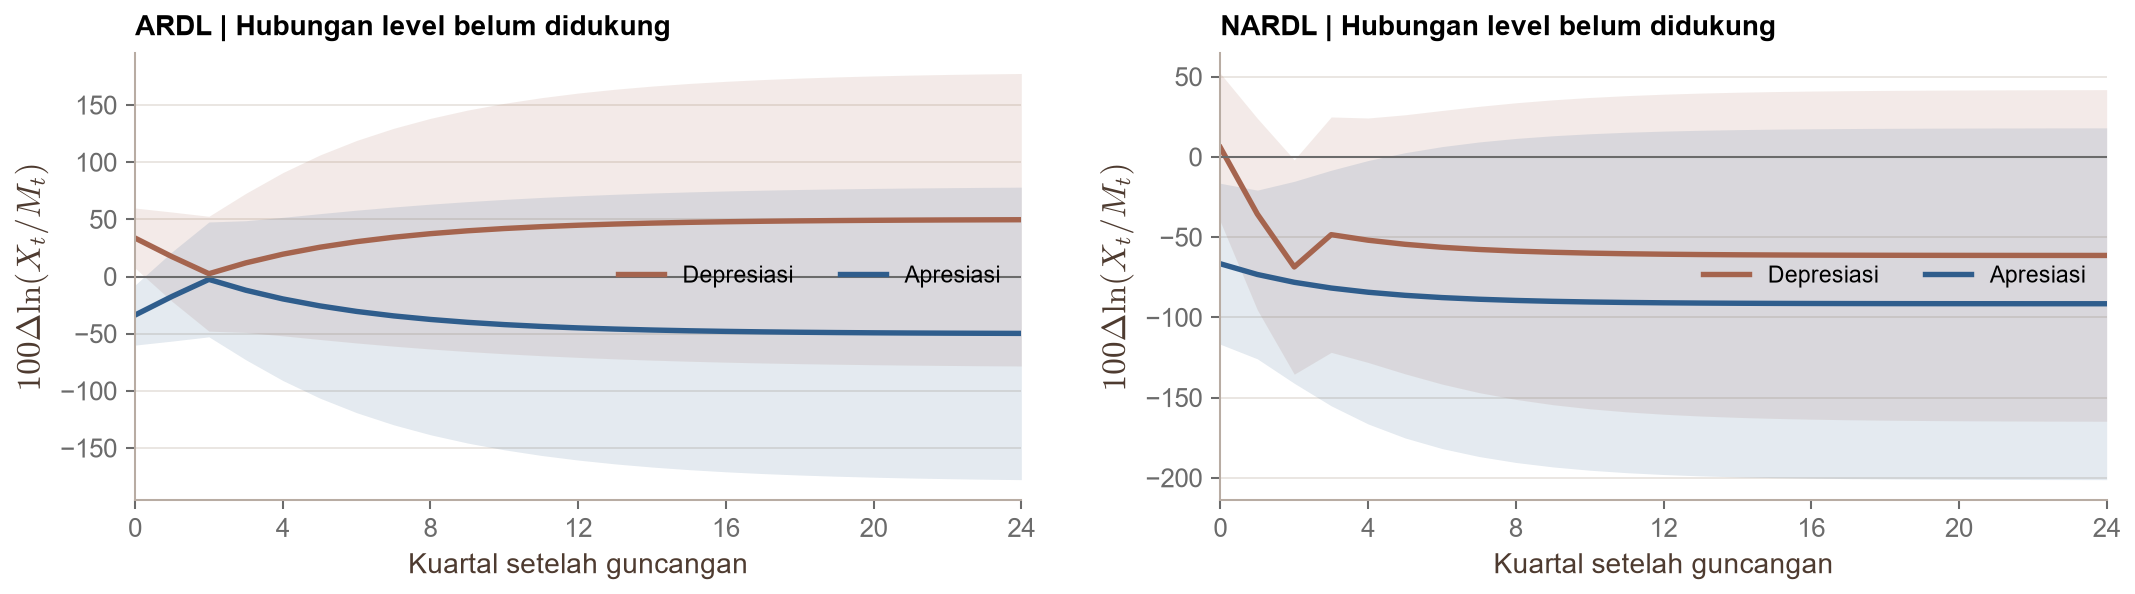 ARDL | Hubungan level belum didukung
100Δln(X_t/M_t)
150
100
50
0
−50
−100
−150
Depresiasi
Apresiasi
0 4 8 12 16 20 24
Kuartal setelah guncangan
NARDL | Hubungan level belum didukung
100Δln(X_t/M_t)
50
0
−50
−100
−150
−200
Depresiasi
Apresiasi
0 4 8 12 16 20 24
Kuartal setelah guncangan